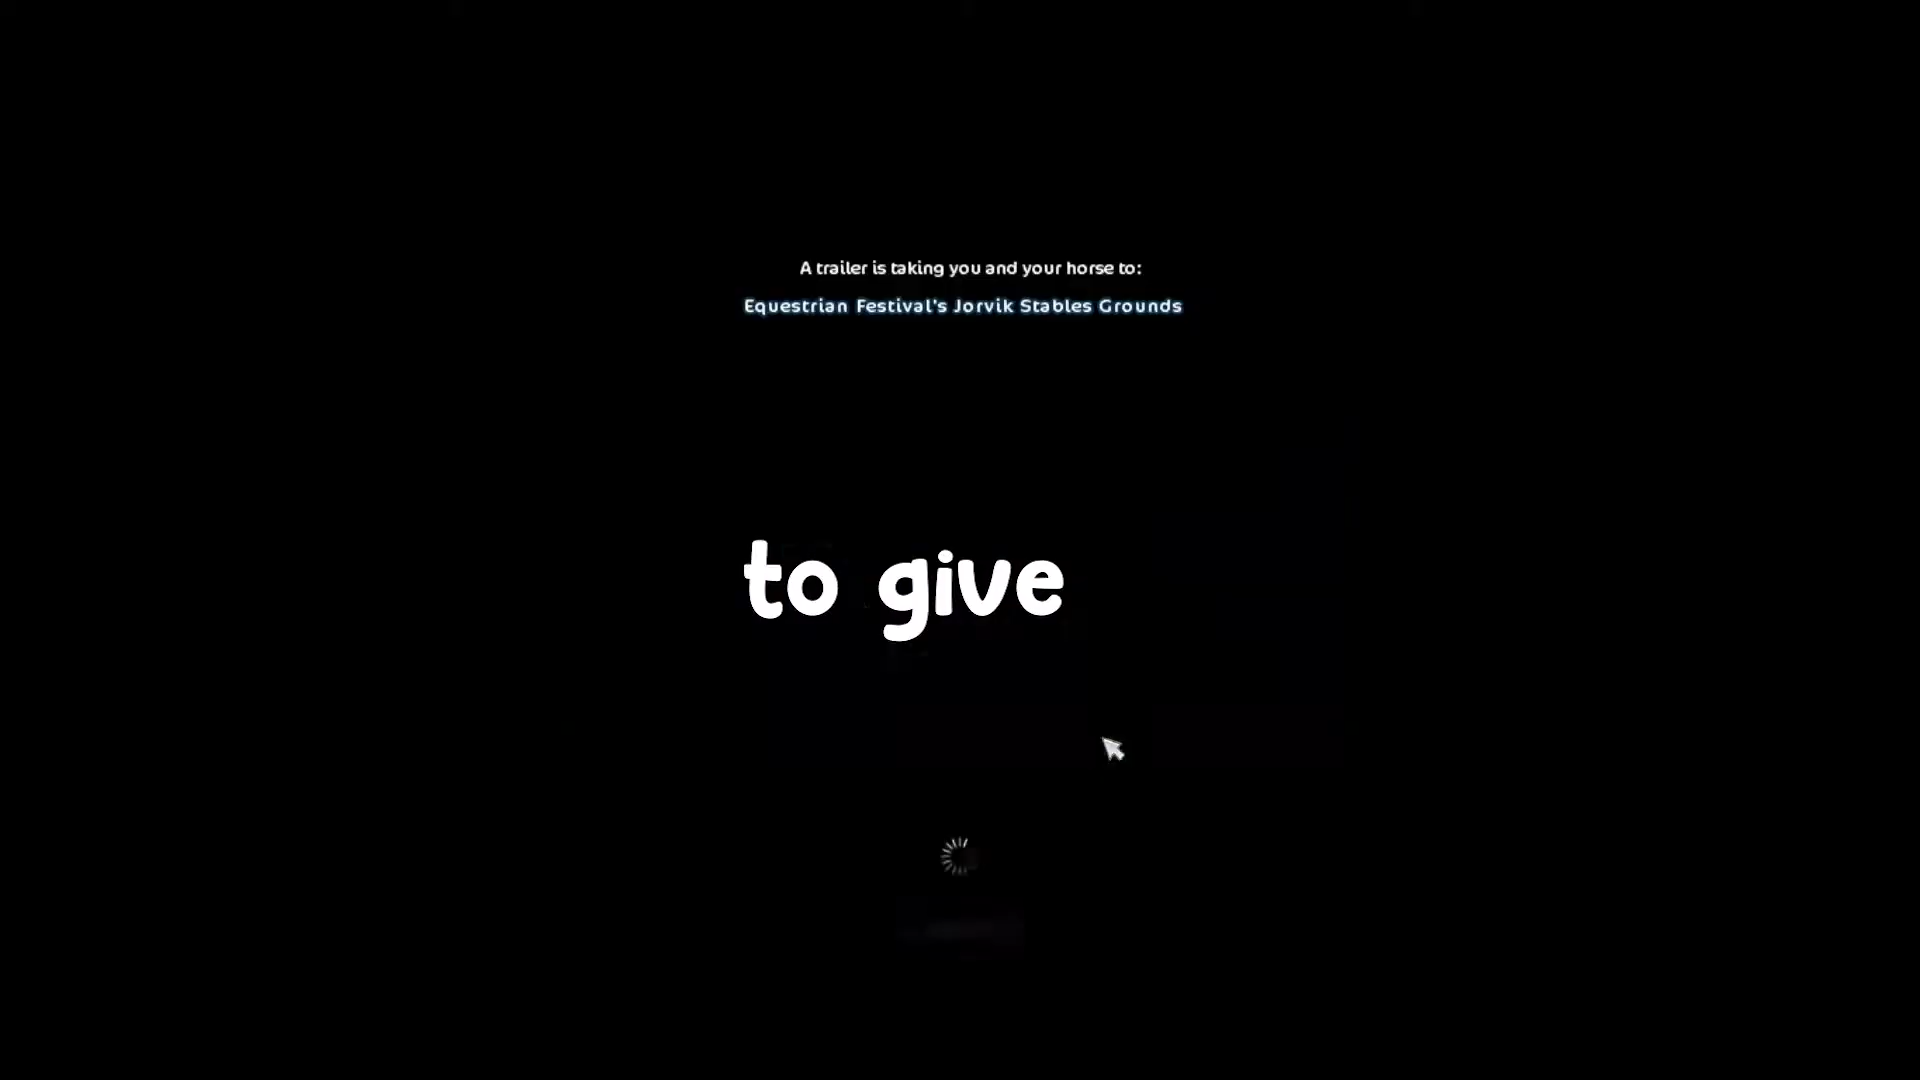 A trailer is taking you and your horse to:
Equestrian Festival's Jorvik Stables Grounds
to give